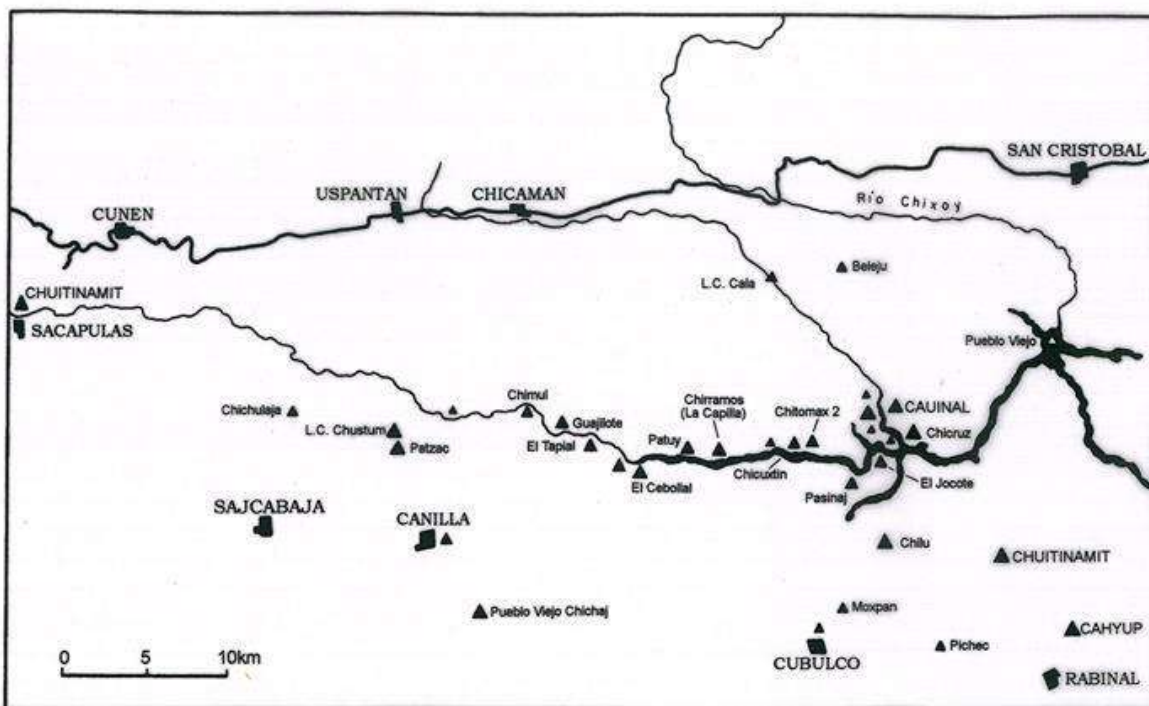 SAN CRISTOBAL
USPANTAN
CHICAMAN
Río Chixoy
CUNEN
Beleju
L.C. Cala
CHUITINAMIT
SACAPULAS
Pueblo Viejo
Chimul
Chirramos
(La Capilla)
Chitomax 2
CAUINAL
Chichulaja
Guajilote
L.C. Chustum
Patzac
El Tapial
Patuy
Chicruz
Chicuxtin
El Cebollal
Pasinaj
El Jocote
SAJCABAJA
CANILLA
Chilu
CHUITINAMIT
Pueblo Viejo Chichaj
Moxpan
CAHYUP
Pichec
0 5 10km
CUBULCO
RABINAL